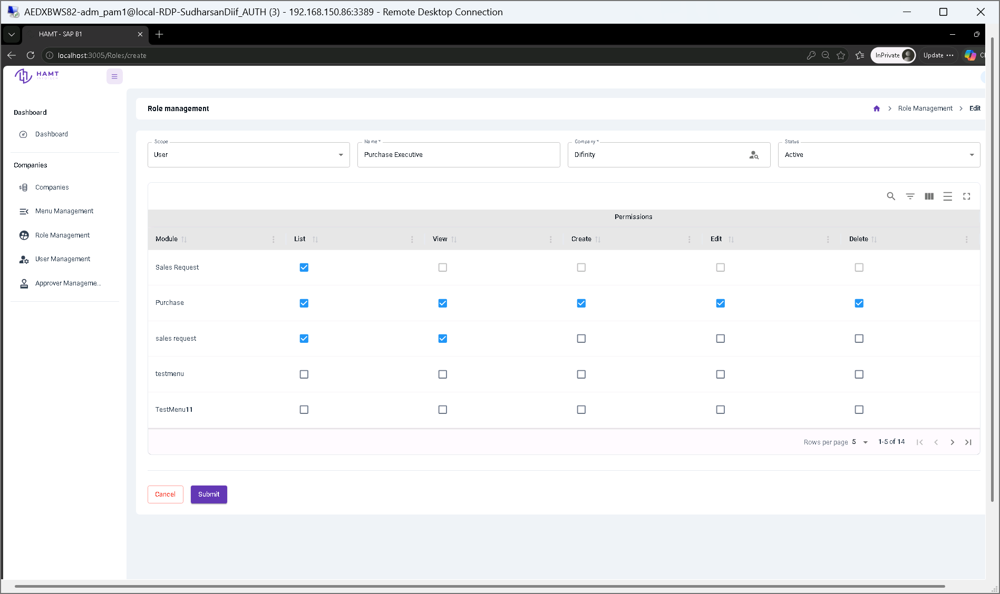 AEDXBWS82-adm_pam1@local-RDP-SudharsanDiif_AUTH (3) - 192.168.150.86:3389 - Remote Desktop Connection
HAMT - SAP B1
localhost:3005/Roles/create
InPrivate
Update
HAMT
INFOTECH
Dashboard
Dashboard
Companies
Companies
Menu Management
Role Management
User Management
Approver Manageme...
Role management
Role Management
Edit
Scope
User
Name *
Purchase Executive
Company *
Difinity
Status
Active
Permissions
Module List View Create Edit Delete
Sales Request
Purchase
sales request
testmenu
TestMenu11
Rows per page 5 1-5 of 14
Cancel Submit